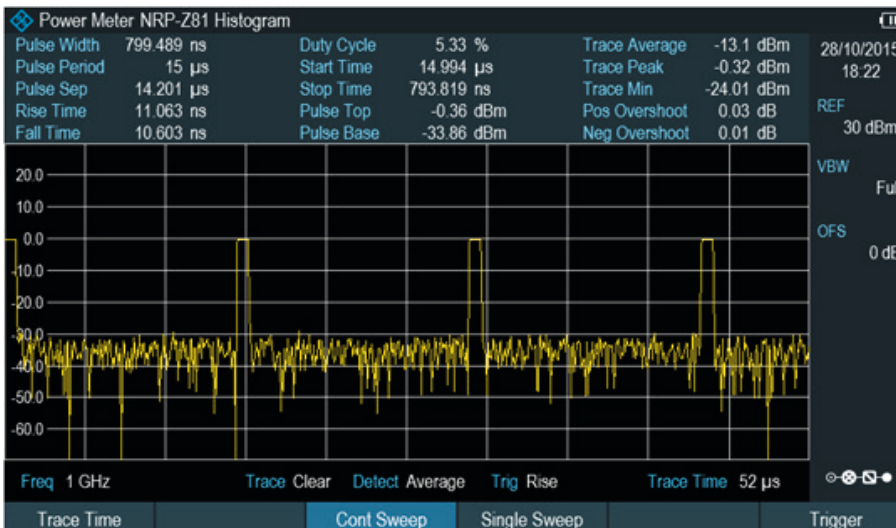 Power Meter NRP-Z81 Histogram
Pulse Width 799.489 ns Duty Cycle 5.33 % Trace Average -13.1 dBm
Pulse Period 15 µs Start Time 14.994 µs Trace Peak -0.32 dBm
Pulse Sep 14.201 µs Stop Time 793.819 ns Trace Min -24.01 dBm
Rise Time 11.063 ns Pulse Top -0.36 dBm Pos Overshoot 0.03 dB
Fall Time 10.603 ns Pulse Base -33.86 dBm Neg Overshoot 0.01 dB
28/10/2015
18:22
REF
30 dBm
VBW
Ful
OFS
0 dB
20.0
10.0
0.0
-10.0
-20.0
-30.0
-40.0
-50.0
-60.0
Freq 1 GHz Trace Clear Detect Average Trig Rise Trace Time 52 µs
Trace Time Cont Sweep Single Sweep Trigger